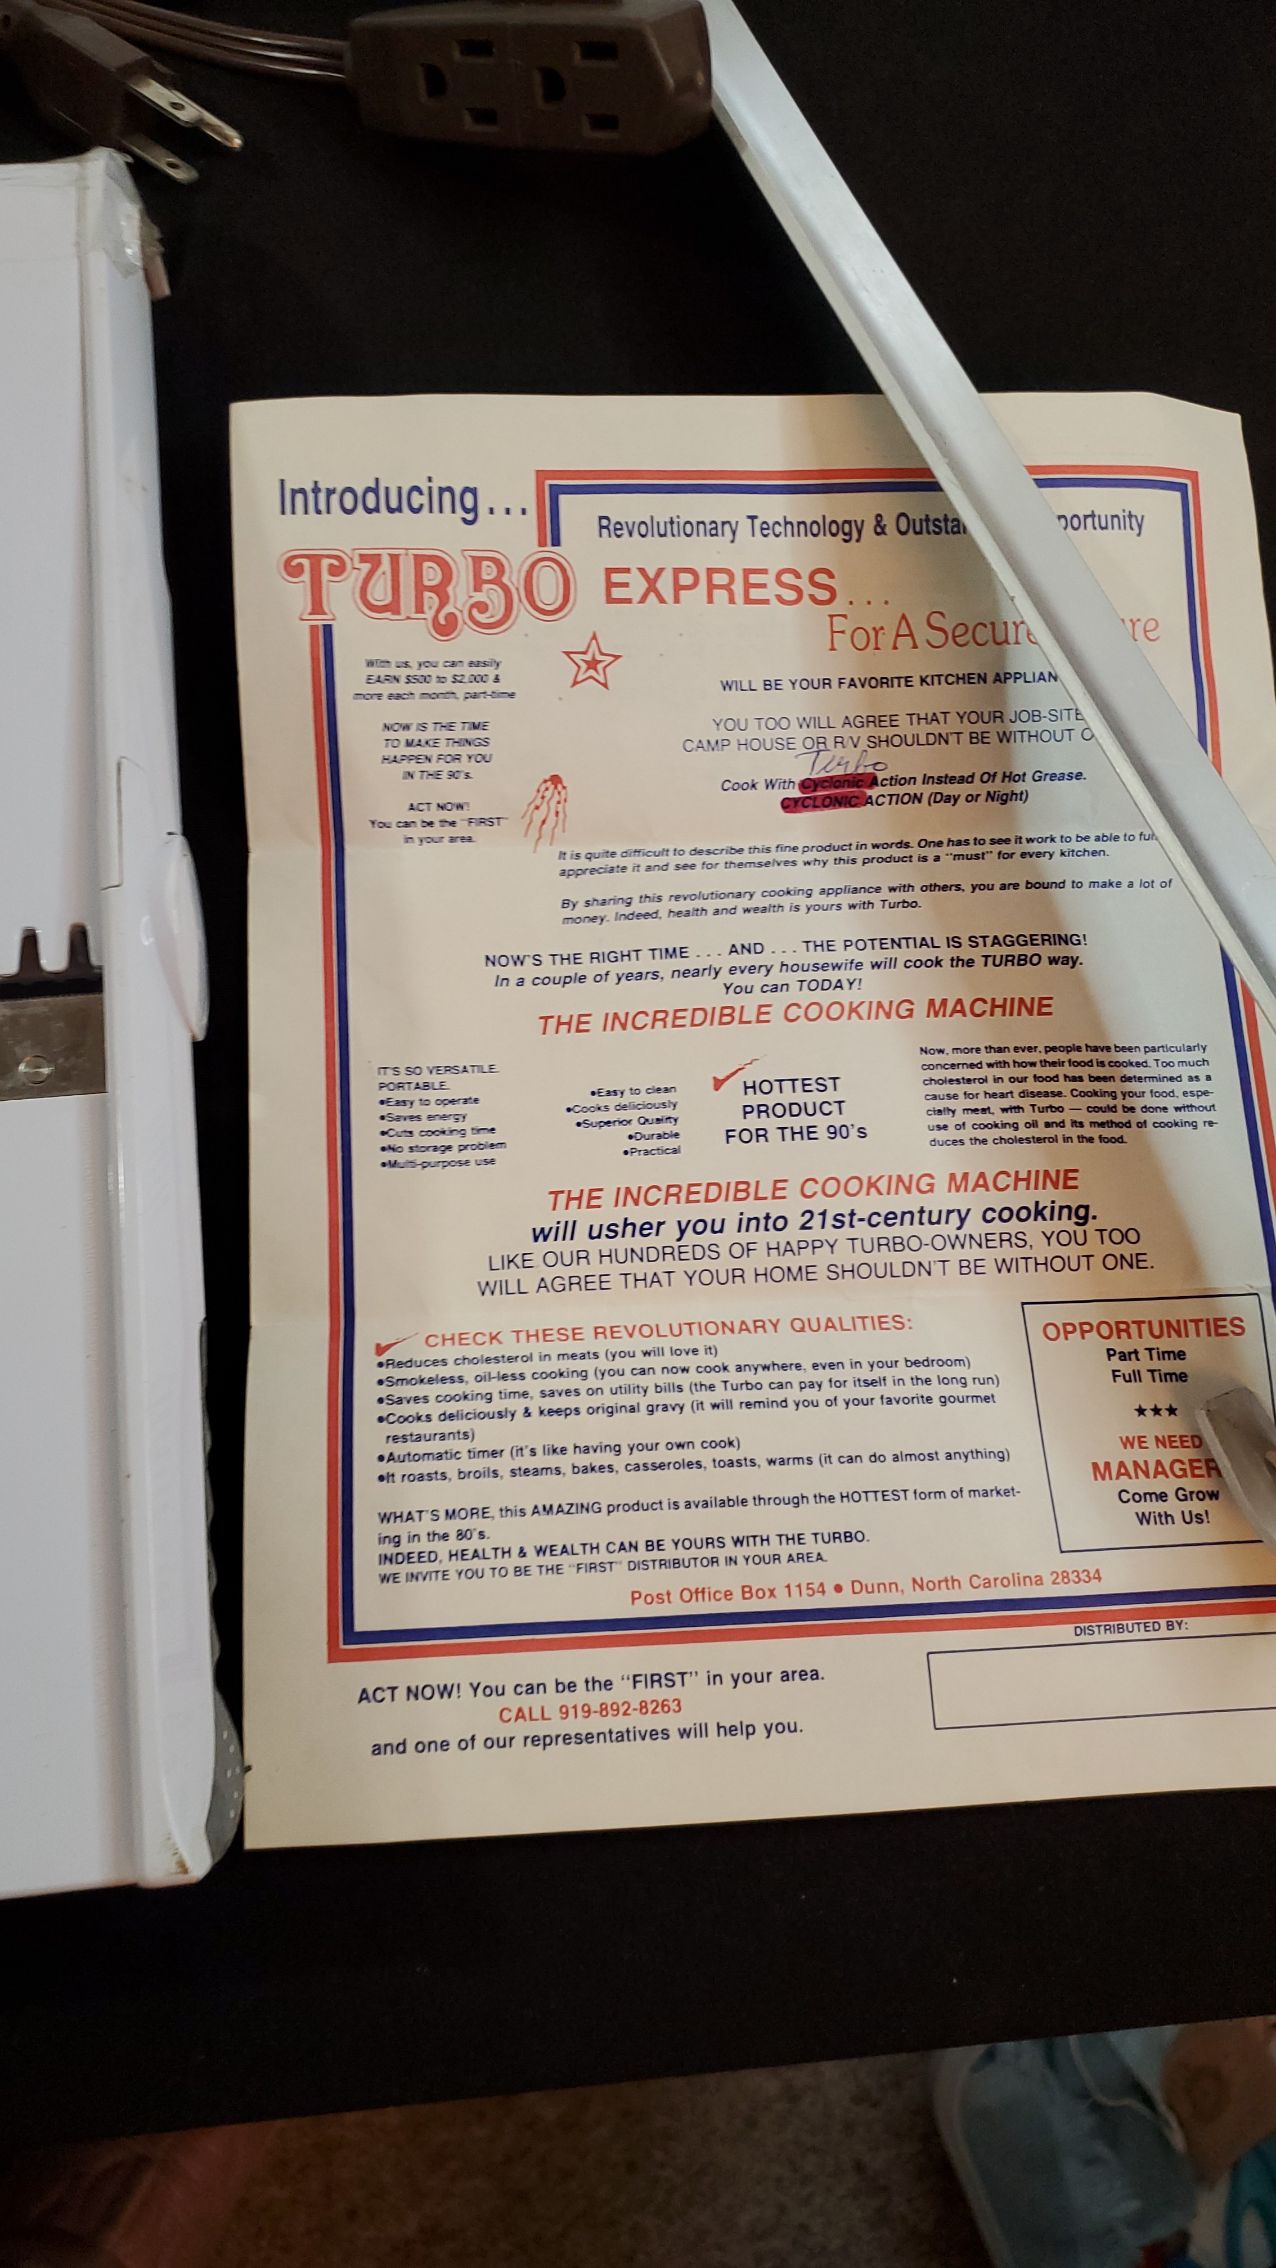 Introducing...
Revolutionary Technology & portunity
TURBO EXPRESS...
For A
With us, you can easily
EARN $500 to $2,000 &
more each month, part-time
WILL BE YOUR FAVORITE KITCHEN
NOW IS THE TIME
TO MAKE THINGS
HAPPEN FOR YOU
IN THE 90's.
YOU TOO WILL AGREE THAT YOUR JOB-SITE
CAMP HOUSE OR R/V SHOULDN'T BE WITHOUT
Turbo
Cook With Cyclonic Action Instead Of Hot Grease.
CYCLONIC ACTION (Day or Night)
ACT NOW!
You can be the "FIRST"
in your area.
It is quite difficult to describe this fine product in words. One has to see it work to be able to
appreciate it and see for themselves why this product is a "must" for every kitchen.
By sharing this revolutionary cooking appliance with others, you are bound to make a lot of
money. Indeed, health and wealth is yours with Turbo.
NOW'S THE RIGHT TIME . . . AND . . . THE POTENTIAL IS STAGGERING!
In a couple of years, nearly every housewife will cook the TURBO way.
You can TODAY!
THE INCREDIBLE COOKING MACHINE
IT'S SO VERSATILE.
PORTABLE.
•Easy to operate
•Saves energy
•Cuts cooking time
•No storage problem
•Multi-purpose use
•Easy to clean
•Cooks deliciously
•Superior Quality
•Durable
•Practical
HOTTEST
PRODUCT
FOR THE 90's
Now, more than ever, people have been particularly
concerned with how their food is cooked. Too much
cholesterol in our food has been determined as a
cause for heart disease. Cooking your food, espe-
cially meat, with Turbo — could be done without
use of cooking oil and its method of cooking re-
duces the cholesterol in the food.
THE INCREDIBLE COOKING MACHINE
will usher you into 21st-century cooking.
LIKE OUR HUNDREDS OF HAPPY TURBO-OWNERS, YOU TOO
WILL AGREE THAT YOUR HOME SHOULDN'T BE WITHOUT ONE.
CHECK THESE REVOLUTIONARY QUALITIES:
•Reduces cholesterol in meats (you will love it)
•Smokeless, oil-less cooking (you can now cook anywhere, even in your bedroom)
•Saves cooking time, saves on utility bills (the Turbo can pay for itself in the long run)
•Cooks deliciously & keeps original gravy (it will remind you of your favorite gourmet
restaurants)
•Automatic timer (it's like having your own cook)
•It roasts, broils, steams, bakes, casseroles, toasts, warms (it can do almost anything)
OPPORTUNITIES
Part Time
Full Time
★★★
WE NEED
MANAGER
Come Grow
With Us!
WHAT'S MORE, this AMAZING product is available through the HOTTEST form of market-
ing in the 80's.
INDEED, HEALTH & WEALTH CAN BE YOURS WITH THE TURBO.
WE INVITE YOU TO BE THE "FIRST" DISTRIBUTOR IN YOUR AREA.
Post Office Box 1154 • Dunn, North Carolina 28334
DISTRIBUTED BY:
ACT NOW! You can be the "FIRST" in your area.
CALL 919-892-8263
and one of our representatives will help you.